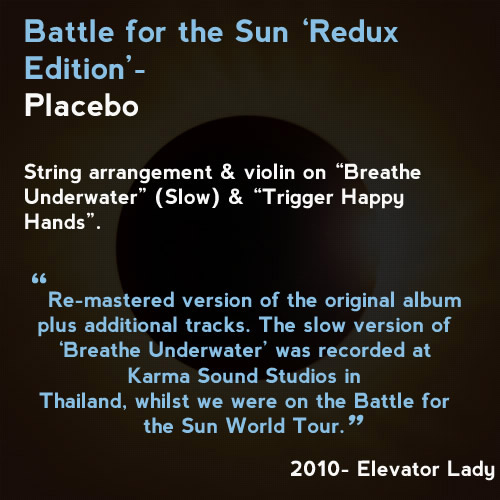 Battle for the Sun ‘Redux
Edition’-
Placebo
String arrangement & violin on “Breathe
Underwater” (Slow) & “Trigger Happy
Hands”.
“Re-mastered version of the original album
plus additional tracks. The slow version of
‘Breathe Underwater’ was recorded at
Karma Sound Studios in
Thailand, whilst we were on the Battle for
the Sun World Tour.”
2010- Elevator Lady